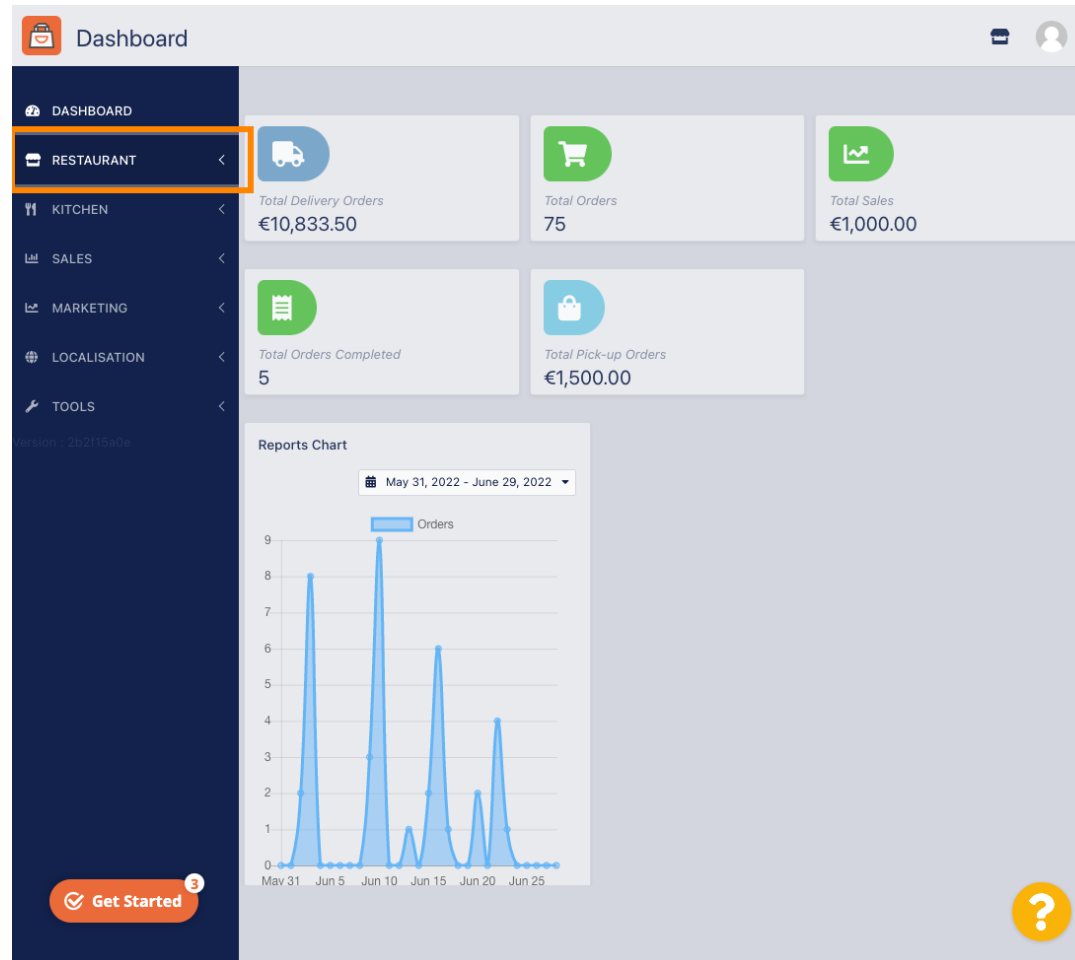 Dashboard
DASHBOARD
RESTAURANT
KITCHEN
SALES
MARKETING
LOCALISATION
TOOLS
Version : 2b2f15a0e
Total Delivery Orders
€10,833.50
Total Orders
75
Total Sales
€1,000.00
Total Orders Completed
5
Total Pick-up Orders
€1,500.00
Reports Chart
May 31, 2022 - June 29, 2022
Orders
9
8
7
6
5
4
3
2
1
0
May 31 Jun 5 Jun 10 Jun 15 Jun 20 Jun 25
3
Get Started
?